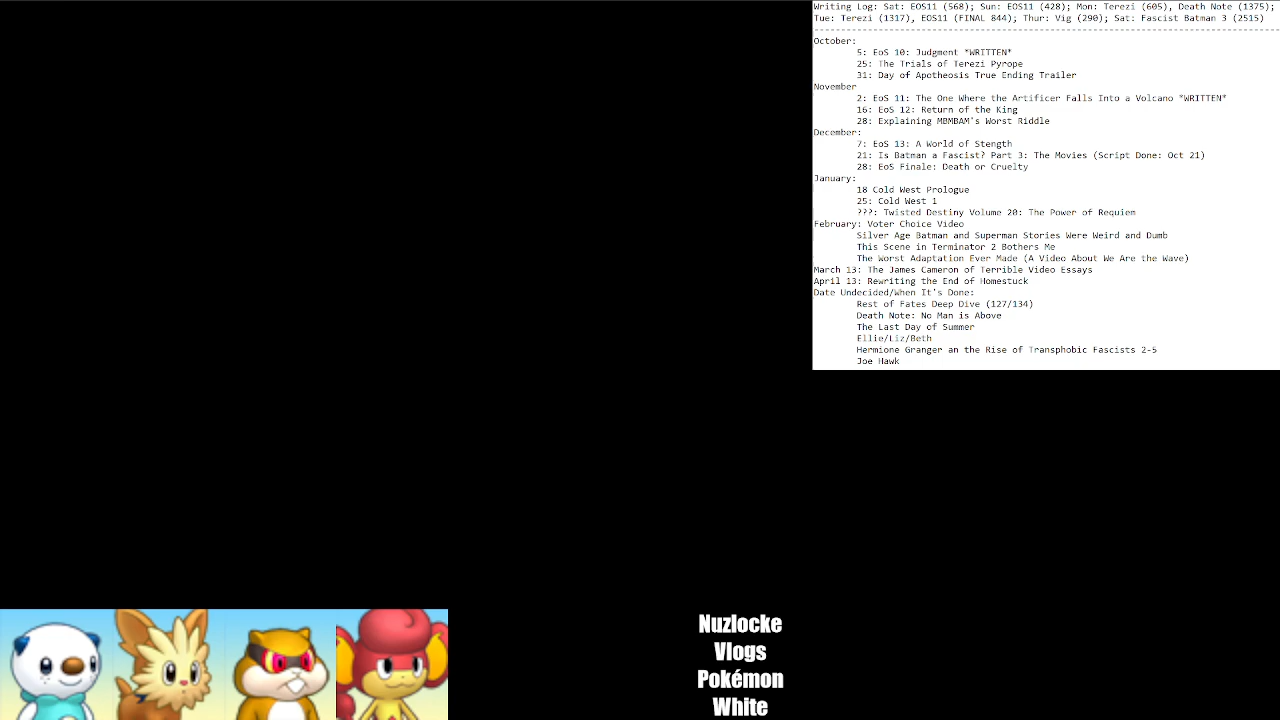 Writing Log: Sat: EOS11 (568); Sun: EOS11 (428); Mon: Terezi (605), Death Note (1375);
Tue: Terezi (1317), EOS11 (FINAL 844); Thur: Vig (290); Sat: Fascist Batman 3 (2515)
October:
5: EoS 10: Judgment *WRITTEN*
25: The Trials of Terezi Pyrope
31: Day of Apotheosis True Ending Trailer
November
2: EoS 11: The One Where the Artificer Falls Into a Volcano *WRITTEN*
16: EoS 12: Return of the King
28: Explaining MBMBAM's Worst Riddle
December:
7: EoS 13: A World of Stength
21: Is Batman a Fascist? Part 3: The Movies (Script Done: Oct 21)
28: EoS Finale: Death or Cruelty
January:
18 Cold West Prologue
25: Cold West 1
???: Twisted Destiny Volume 20: The Power of Requiem
February: Voter Choice Video
Silver Age Batman and Superman Stories Were Weird and Dumb
This Scene in Terminator 2 Bothers Me
The Worst Adaptation Ever Made (A Video About We Are the Wave)
March 13: The James Cameron of Terrible Video Essays
April 13: Rewriting the End of Homestuck
Date Undecided/When It's Done:
Rest of Fates Deep Dive (127/134)
Death Note: No Man is Above
The Last Day of Summer
Ellie/Liz/Beth
Hermione Granger an the Rise of Transphobic Fascists 2-5
Joe Hawk
Nuzlocke
Vlogs
Pokémon
White